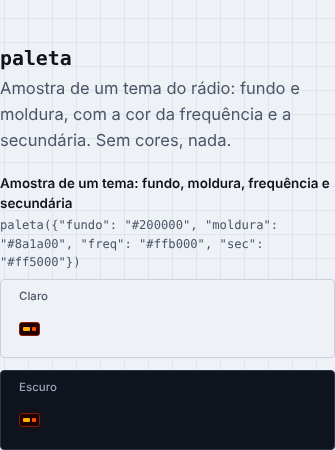 paleta
Amostra de um tema do rádio: fundo e
moldura, com a cor da frequência e a
secundária. Sem cores, nada.
Amostra de um tema: fundo, moldura, frequência e
secundária
paleta({"fundo": "#200000", "moldura":
"#8a1a00", "freq": "#ffb000", "sec":
"#ff5000"})
Claro
Escuro